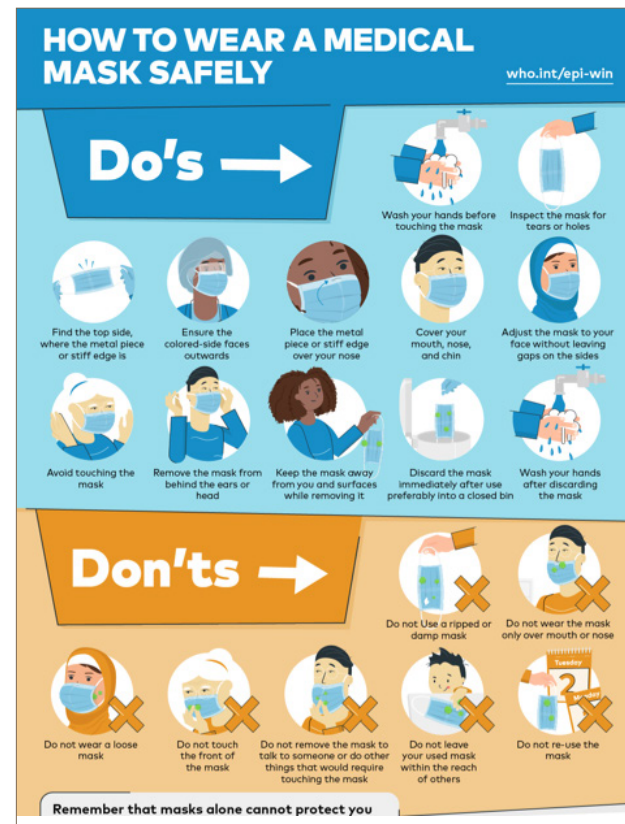 HOW TO WEAR A MEDICAL
MASK SAFELY
who.int/epi-win
Do's
Wash your hands before
touching the mask
Inspect the mask for
tears or holes
Find the top side,
where the metal piece
or stiff edge is
Ensure the
colored-side faces
outwards
Place the metal
piece or stiff edge
over your nose
Cover your
mouth, nose,
and chin
Adjust the mask to your
face without leaving
gaps on the sides
Avoid touching the
mask
Remove the mask from
behind the ears or
head
Keep the mask away
from you and surfaces
while removing it
Discard the mask
immediately after use
preferably into a closed bin
Wash your hands
after discarding
the mask
Don'ts
Do not Use a ripped or
damp mask
Do not wear the mask
only over mouth or nose
Do not wear a loose
mask
Do not touch
the front of
the mask
Do not remove the mask to
talk to someone or do other
things that would require
touching the mask
Do not leave
your used mask
within the reach
of others
Tuesday
2
Monday
Do not re-use the
mask
Remember that masks alone cannot protect you